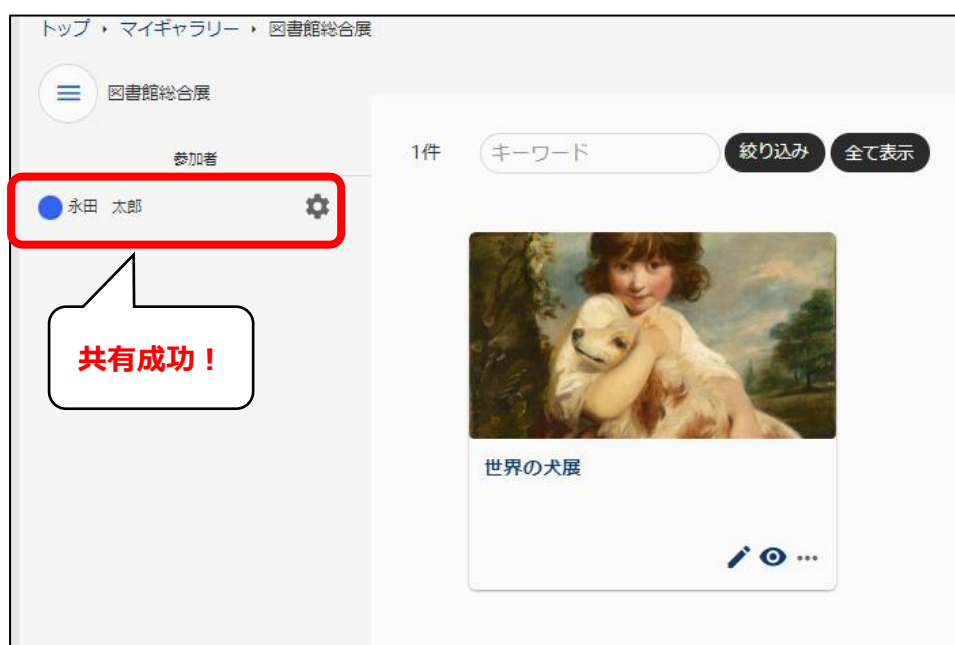 トップ › マイギャラリー › 図書館総合展
図書館総合展
参加者
永田　太郎
共有成功！
1件 キーワード 絞り込み 全て表示
世界の犬展